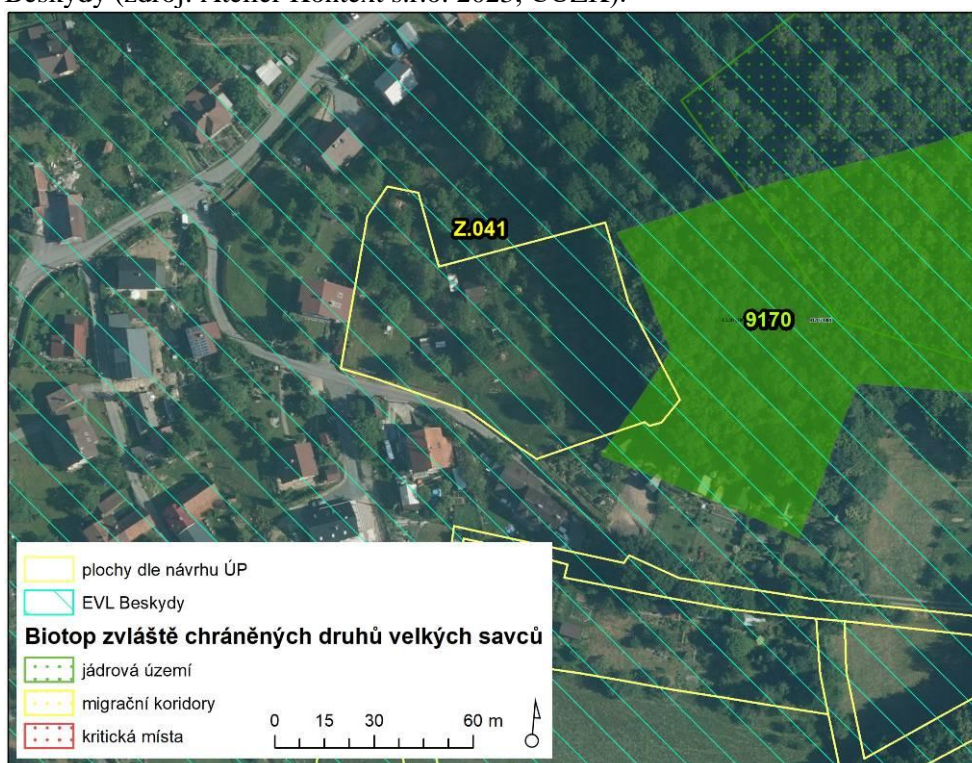 Beskydy (zdroj: Atelier Kontext s.r.o. 2023, ČÚZK).
Z.041
9170
plochy dle návrhu ÚP
EVL Beskydy
Biotop zvláště chráněných druhů velkých savců
jádrová území
migrační koridory
kritická místa
0 15 30 60 m